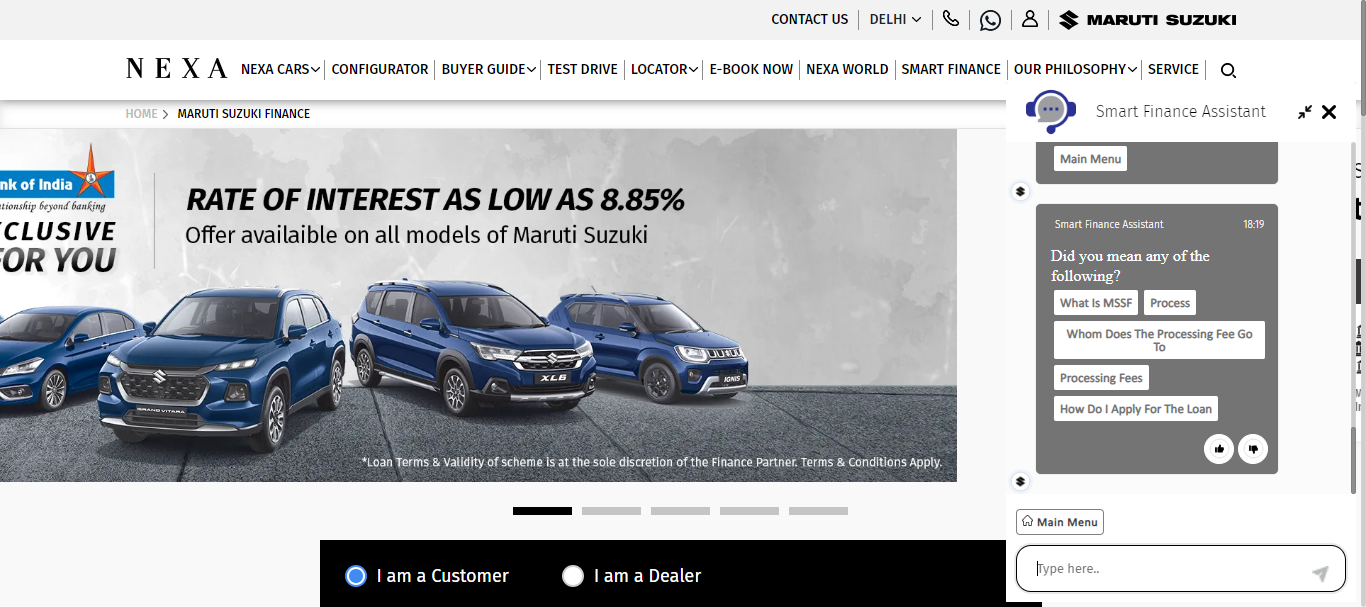 CONTACT US
DELHI
MARUTI SUZUKI
NEXA
NEXA CARS
CONFIGURATOR
BUYER GUIDE
TEST DRIVE
LOCATOR
E-BOOK NOW
NEXA WORLD
SMART FINANCE
OUR PHILOSOPHY
SERVICE
HOME
MARUTI SUZUKI FINANCE
of India
relationship beyond banking
FOR YOU
RATE OF INTEREST AS LOW AS 8.85%
Offer availaible on all models of Maruti Suzuki
GRAND VITARA
XL6
IGNIS
*Loan Terms & Validity of scheme is at the sole discretion of the Finance Partner. Terms & Conditions Apply.
I am a Customer
I am a Dealer
Smart Finance Assistant
Main Menu
Smart Finance Assistant
18:19
Did you mean any of the
following?
What Is MSSF
Process
Whom Does The Processing Fee Go
To
Processing Fees
How Do I Apply For The Loan
Main Menu
Type here..